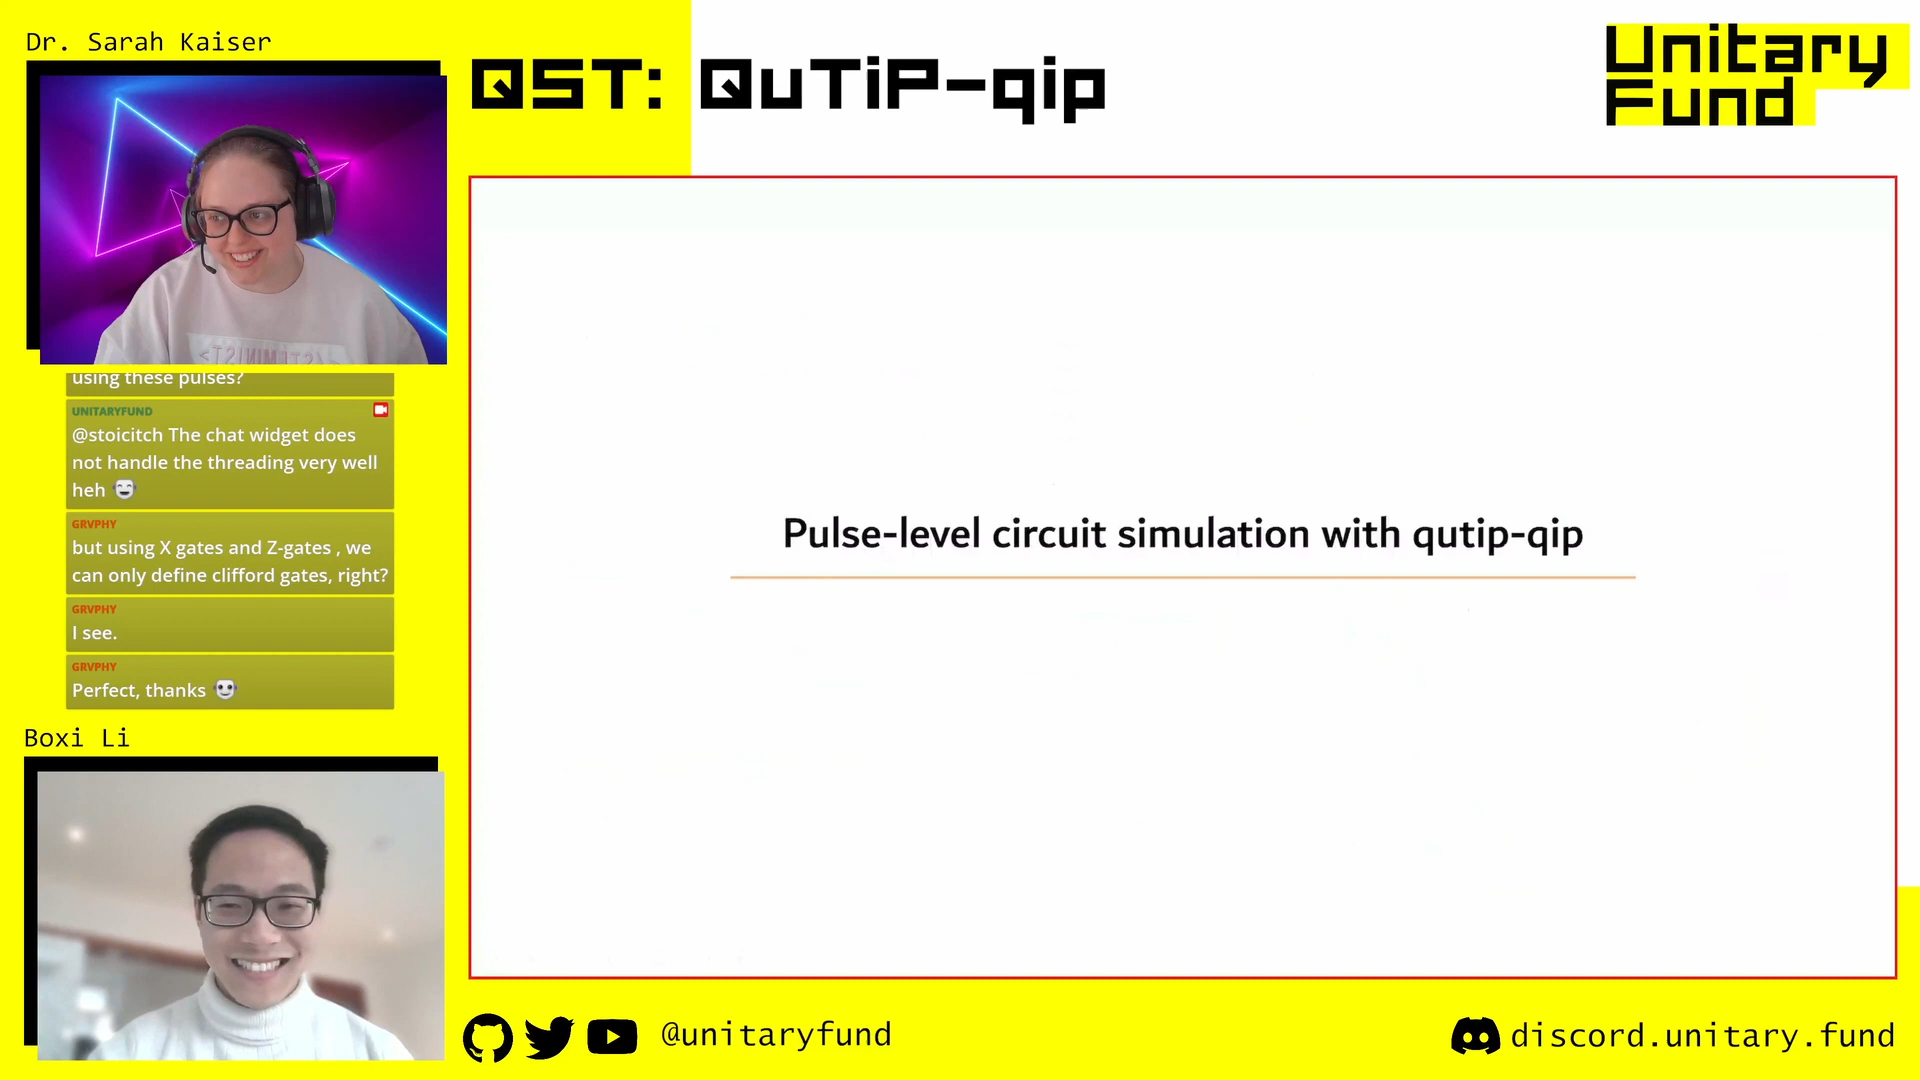 Dr. Sarah Kaiser
QST: QuTiP-qip
Unitary
Fund
using these pulses?
UNITARYFUND
@stoicitch The chat widget does
not handle the threading very well
heh
GRVPHY
but using X gates and Z-gates , we
can only define clifford gates, right?
GRVPHY
I see.
GRVPHY
Perfect, thanks
Boxi Li
Pulse-level circuit simulation with qutip-qip
@unitaryfund
discord.unitary.fund